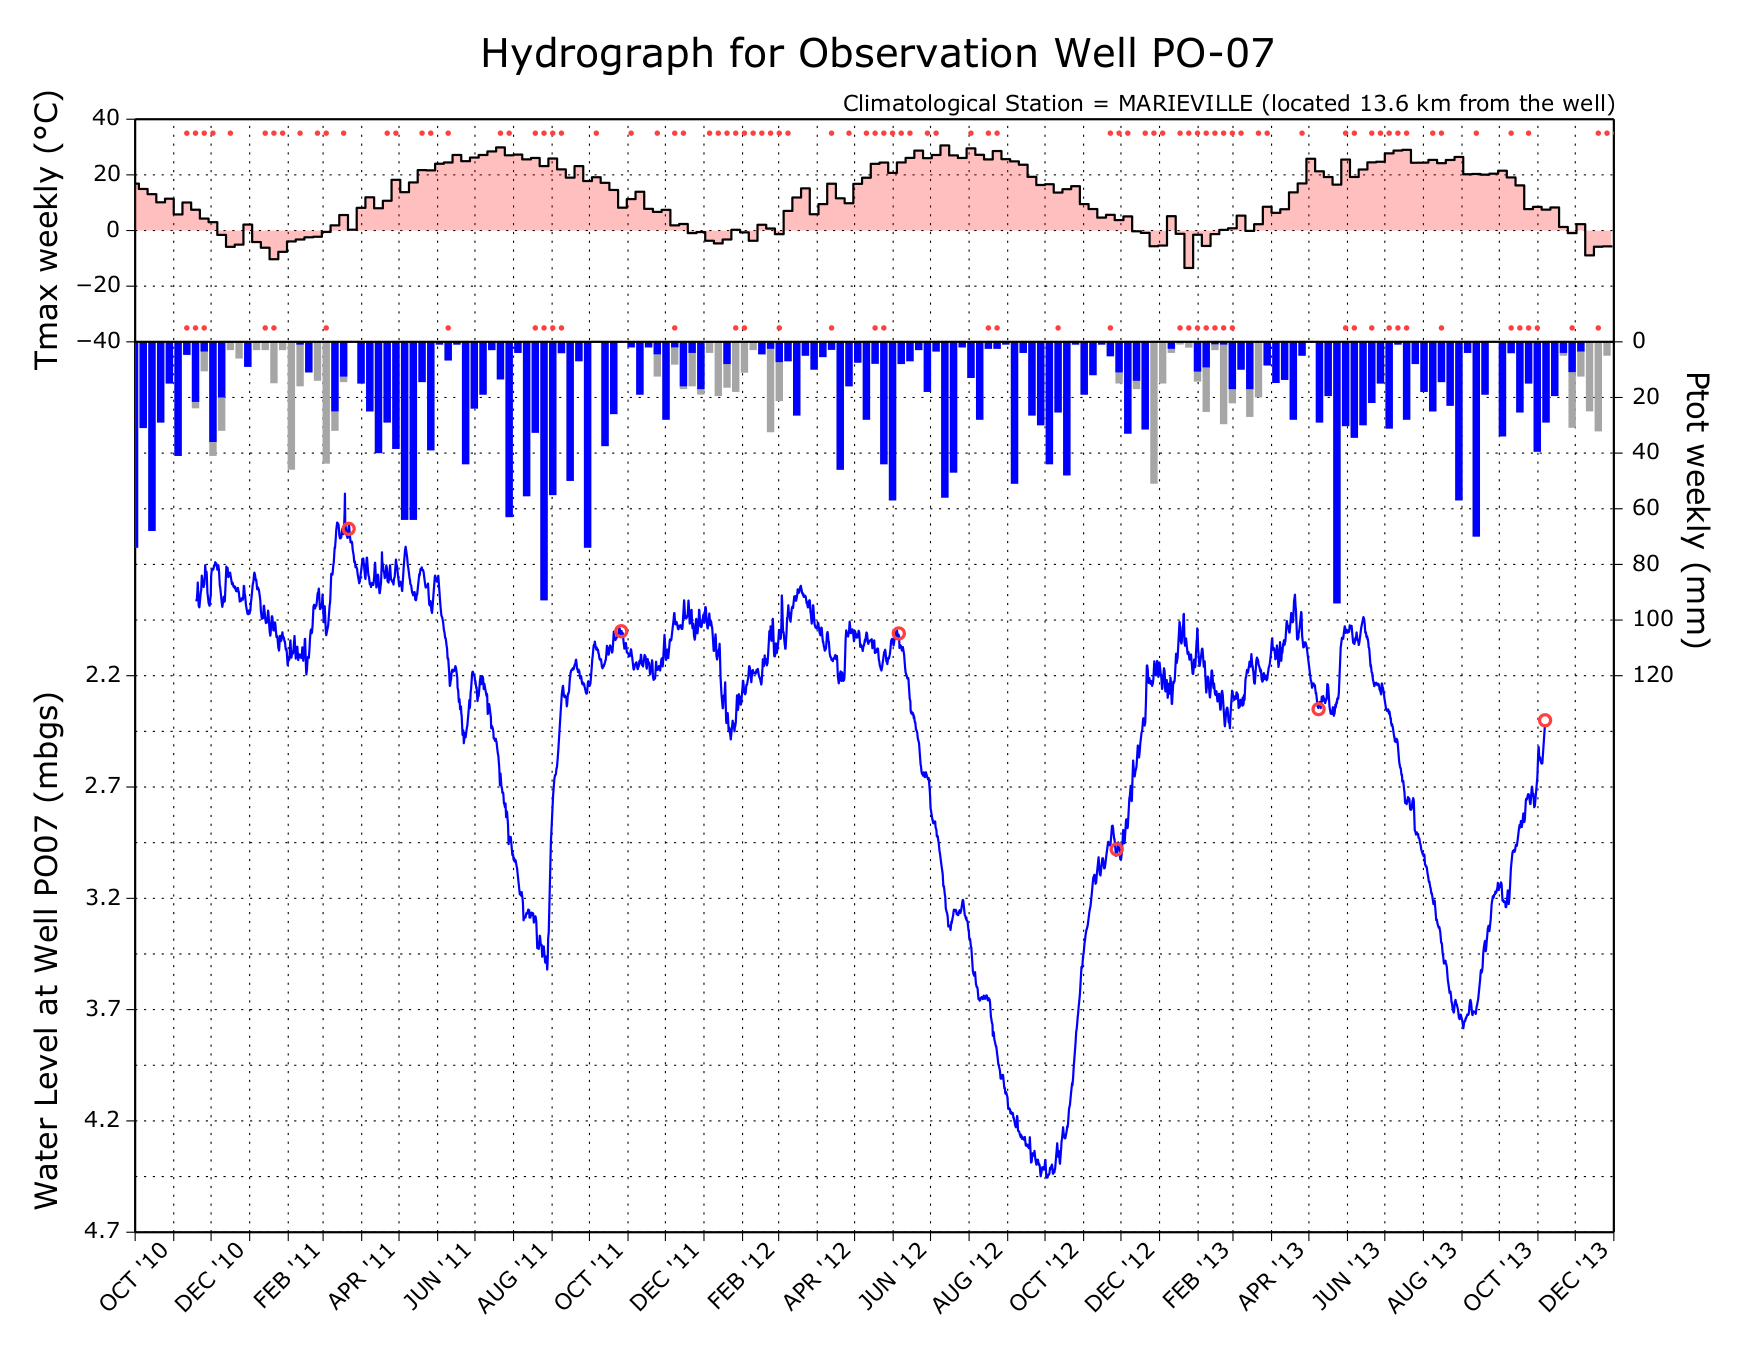 Hydrograph for Observation Well PO-07
Climatological Station = MARIEVILLE (located 13.6 km from the well)
Tmax weekly (°C)
40
20
0
−20
−40
Ptot weekly (mm)
0
20
40
60
80
100
120
Water Level at Well PO07 (mbgs)
2.2
2.7
3.2
3.7
4.2
4.7
OCT '10
DEC '10
FEB '11
APR '11
JUN '11
AUG '11
OCT '11
DEC '11
FEB '12
APR '12
JUN '12
AUG '12
OCT '12
DEC '12
FEB '13
APR '13
JUN '13
AUG '13
OCT '13
DEC '13